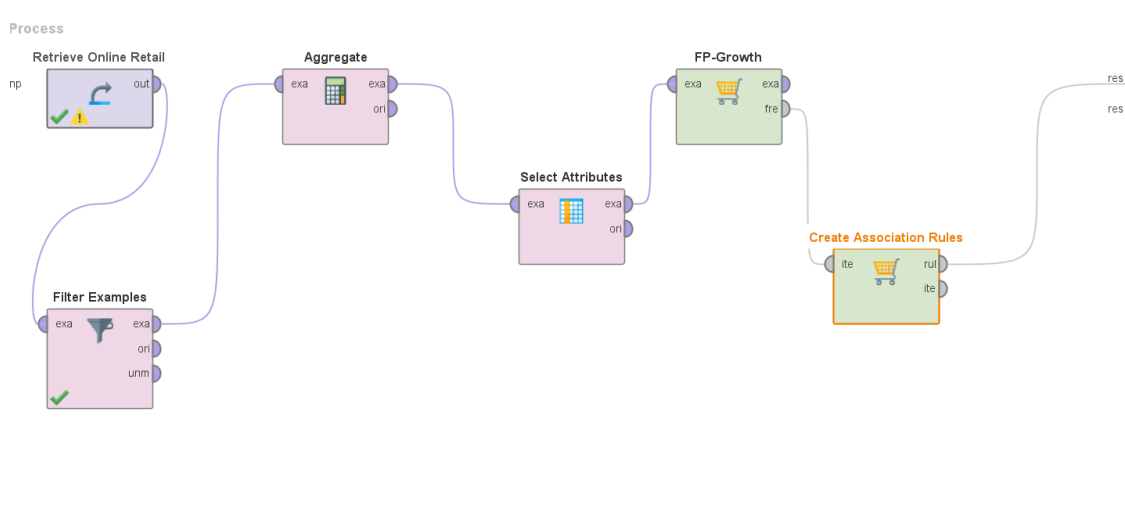 Process
Retrieve Online Retail
np
out
Filter Examples
exa
exa
ori
unm
Aggregate
exa
exa
ori
Select Attributes
exa
exa
ori
FP-Growth
exa
exa
fre
Create Association Rules
ite
rul
ite
res
res